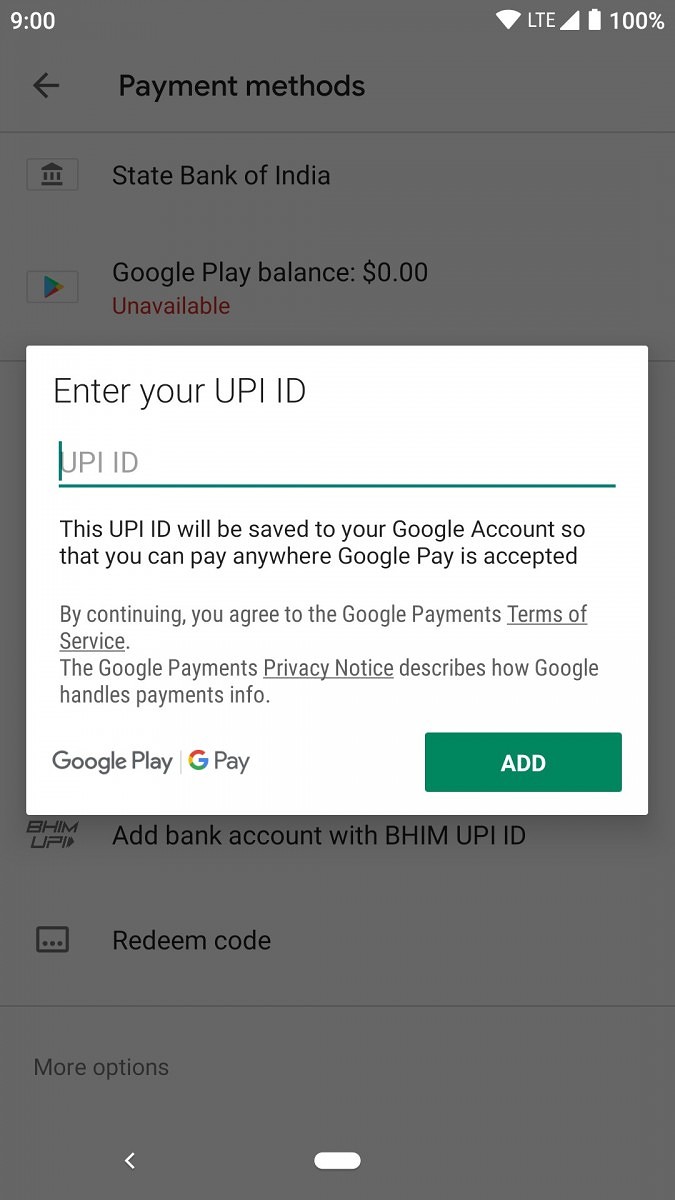 9:00 LTE 100%
Payment methods
State Bank of India
Google Play balance: $0.00
Unavailable
Enter your UPI ID
UPI ID
This UPI ID will be saved to your Google Account so
that you can pay anywhere Google Pay is accepted
By continuing, you agree to the Google Payments Terms of
Service.
The Google Payments Privacy Notice describes how Google
handles payments info.
Google Play | G Pay
ADD
BHIM
UPI
Add bank account with BHIM UPI ID
Redeem code
More options